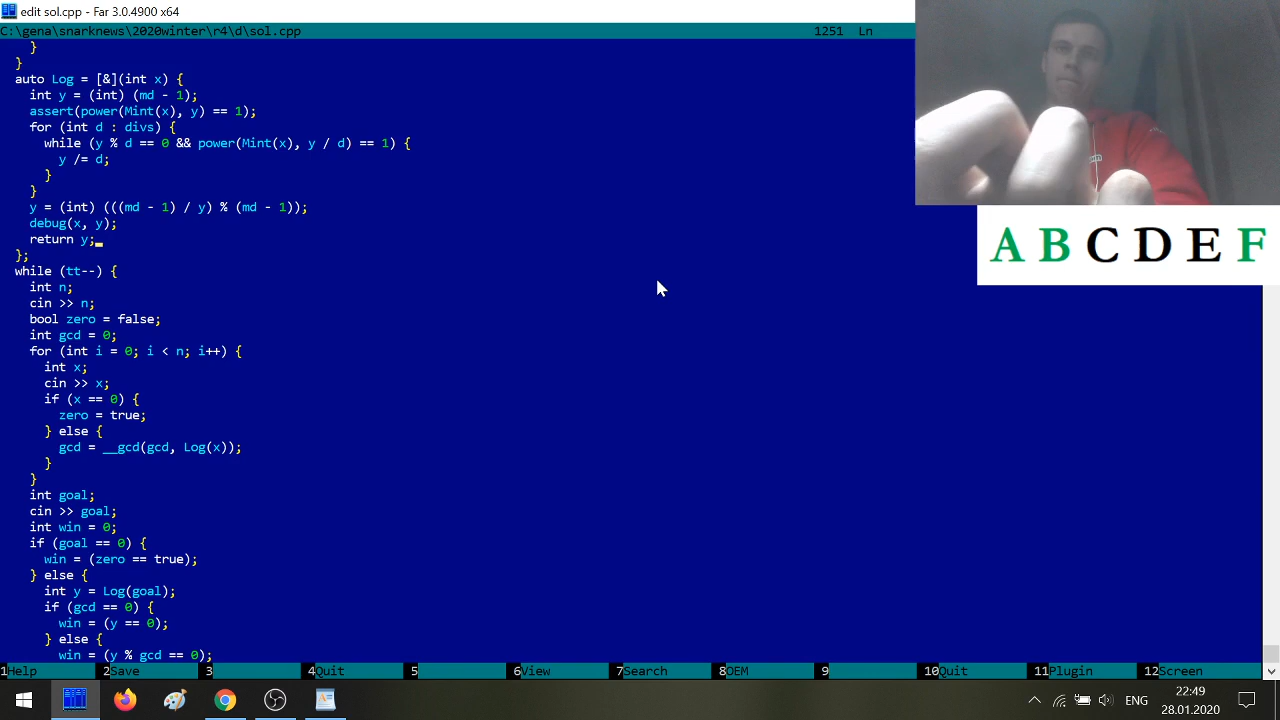 edit sol.cpp - Far 3.0.4900 x64
C:\gena\snarknews\2020winter\r4\d\sol.cpp 1251 Ln
}
}
auto Log = [&](int x) {
int y = (int) (md - 1);
assert(power(Mint(x), y) == 1);
for (int d : divs) {
while (y % d == 0 && power(Mint(x), y / d) == 1) {
y /= d;
}
}
y = (int) (((md - 1) / y) % (md - 1));
debug(x, y);
return y;
};
while (tt--) {
int n;
cin >> n;
bool zero = false;
int gcd = 0;
for (int i = 0; i < n; i++) {
int x;
cin >> x;
if (x == 0) {
zero = true;
} else {
gcd = __gcd(gcd, Log(x));
}
}
int goal;
cin >> goal;
int win = 0;
if (goal == 0) {
win = (zero == true);
} else {
int y = Log(goal);
if (gcd == 0) {
win = (y == 0);
} else {
win = (y % gcd == 0);
A B C D E F
1Help 2Save 3 4Quit 5 6View 7Search 8OEM 9 10Quit 11Plugin 12Screen
ENG
22:49
28.01.2020